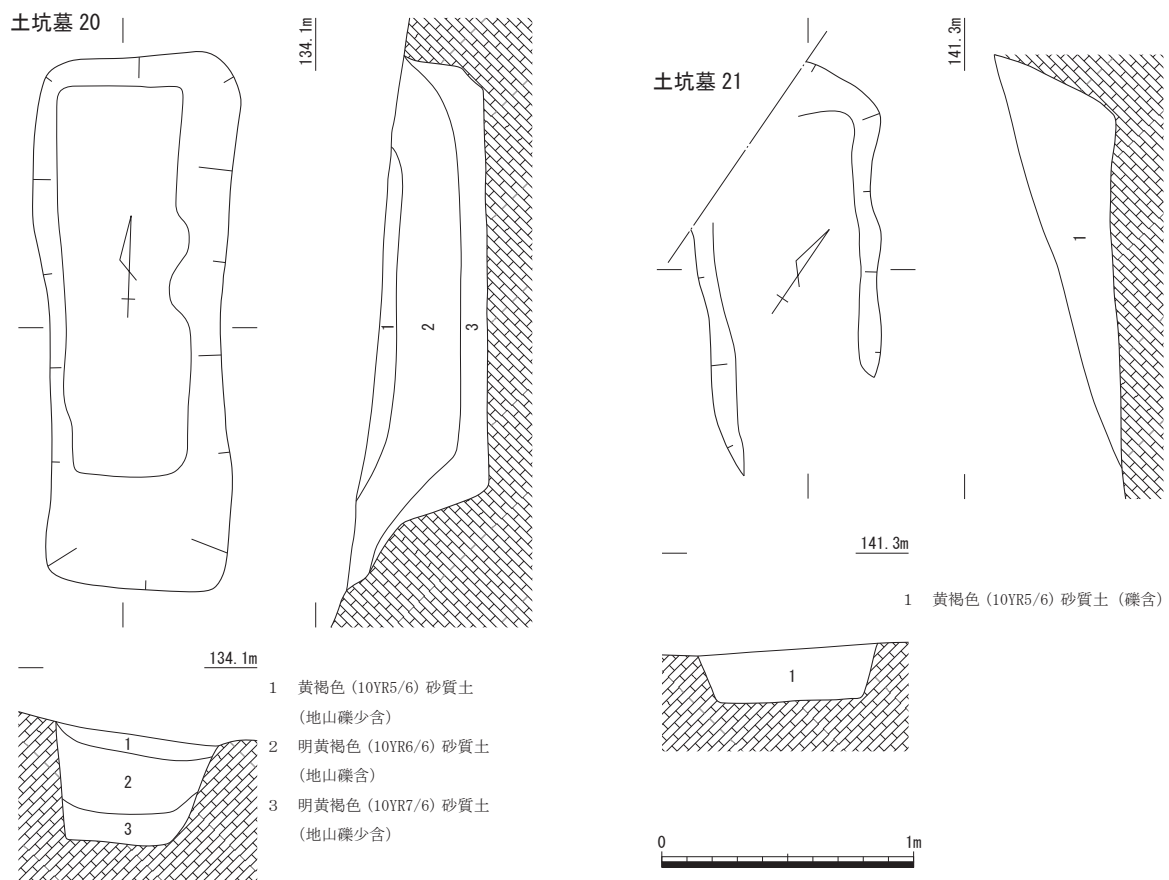 土坑墓 20
134.1m
1
2
3
134.1m
1
2
3
1 黄褐色 (10YR5/6) 砂質土
(地山礫少含)
2 明黄褐色 (10YR6/6) 砂質土
(地山礫含)
3 明黄褐色 (10YR7/6) 砂質土
(地山礫少含)
土坑墓 21
141.3m
1
141.3m
1 黄褐色 (10YR5/6) 砂質土 (礫含)
1
0 1m